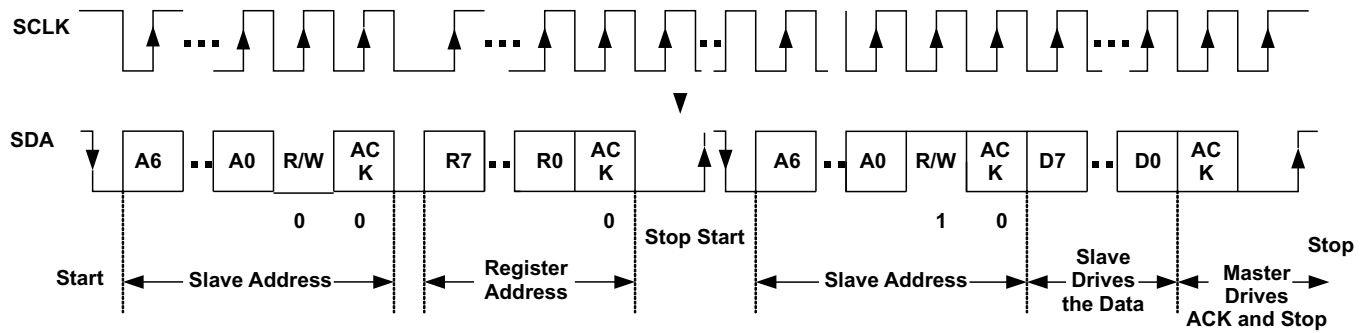 SCLK
SDA
A6
A0
R/W
AC
K
R7
R0
AC
K
A6
A0
R/W
AC
K
D7
D0
AC
K
0
0
0
1
0
Stop Start
Stop
Start
Slave Address
Register
Address
Slave Address
Slave
Drives
the Data
Master
Drives
ACK and Stop